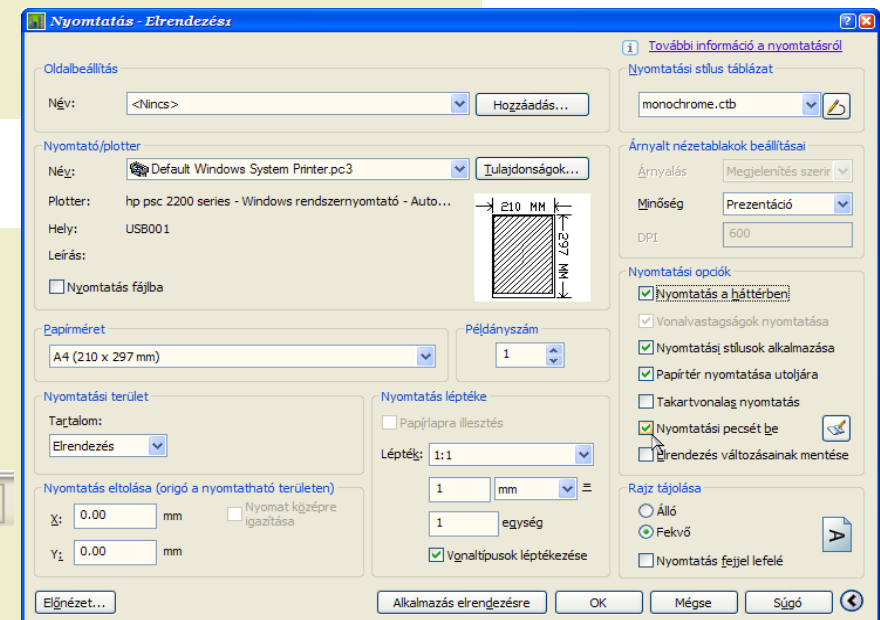 Nyomtatás - Elrendezés1
További információ a nyomtatásról
Oldalbeállítás
Név:
<Nincs>
Hozzáadás...
Nyomtatási stílus táblázat
monochrome.ctb
Nyomtató/plotter
Név:
Default Windows System Printer.pc3
Tulajdonságok...
Plotter:
hp psc 2200 series - Windows rendszernyomtató - Auto...
Hely:
USB001
Leírás:
Nyomtatás fájlba
210 MM
297 MM
Árnyalt nézetablakok beállításai
Árnyalás
Megjelenítés szerir
Minőség
Prezentáció
DPI
600
Papírméret
A4 (210 x 297 mm)
Példányszám
1
Nyomtatási opciók
Nyomtatás a háttérben
Vonalvastagságok nyomtatása
Nyomtatási stílusok alkalmazása
Papírtér nyomtatása utoljára
Takartvonalas nyomtatás
Nyomtatási pecsét be
Elrendezés változásainak mentése
Nyomtatási terület
Tartalom:
Elrendezés
Nyomtatás léptéke
Papírlapra illesztés
Lépték:
1:1
1
mm
=
1
egység
Vonaltípusok léptékezése
Nyomtatás eltolása (origó a nyomtatható területen)
X:
0.00
mm
Nyomat középre
igazítása
Y:
0.00
mm
Rajz tájolása
Álló
Fekvő
A
Nyomtatás fejjel lefelé
Előnézet...
Alkalmazás elrendezésre
OK
Mégse
Súgó